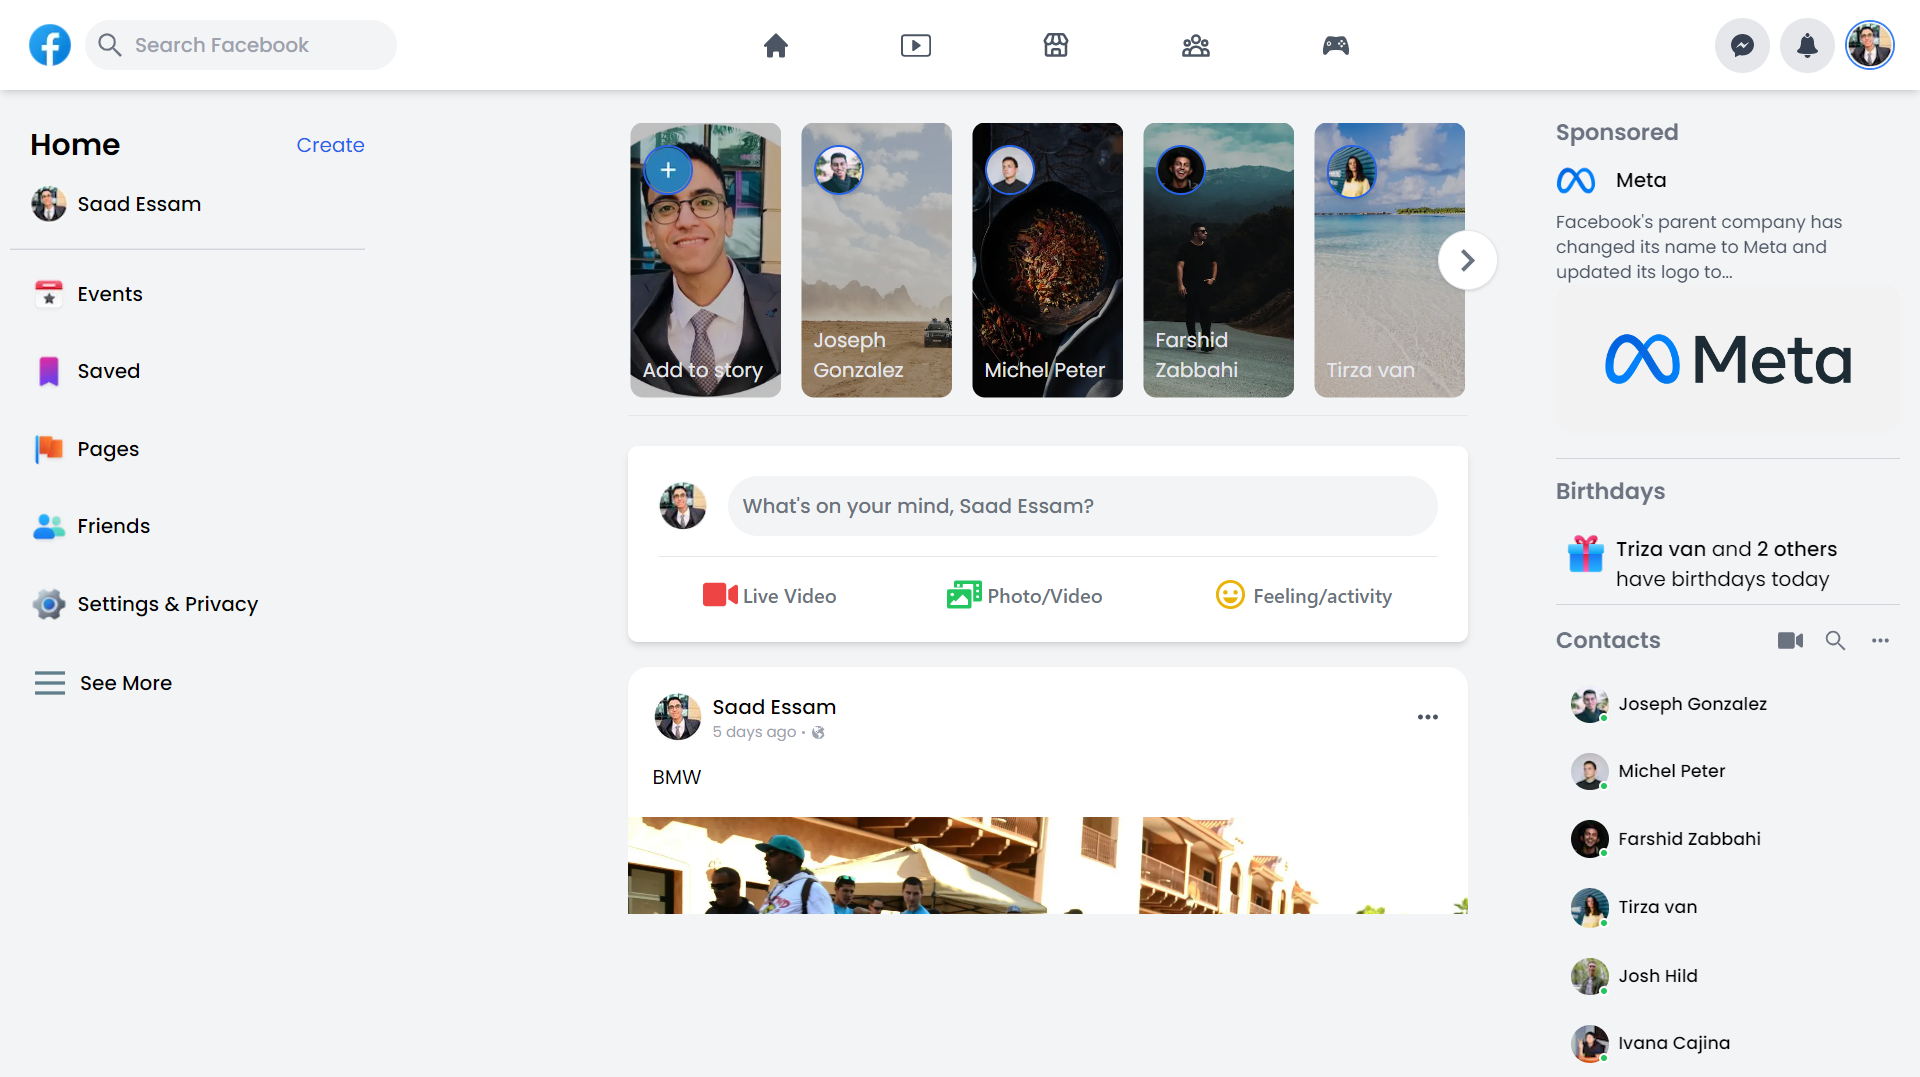 Search Facebook
Home
Create
Saad Essam
Events
Saved
Pages
Friends
Settings & Privacy
See More
Add to story
Joseph
Gonzalez
Michel Peter
Farshid
Zabbahi
Tirza van
What's on your mind, Saad Essam?
Live Video
Photo/Video
Feeling/activity
Saad Essam
5 days ago •
BMW
Sponsored
Meta
Facebook's parent company has
changed its name to Meta and
updated its logo to...
Meta
Birthdays
Triza van and 2 others
have birthdays today
Contacts
Joseph Gonzalez
Michel Peter
Farshid Zabbahi
Tirza van
Josh Hild
Ivana Cajina